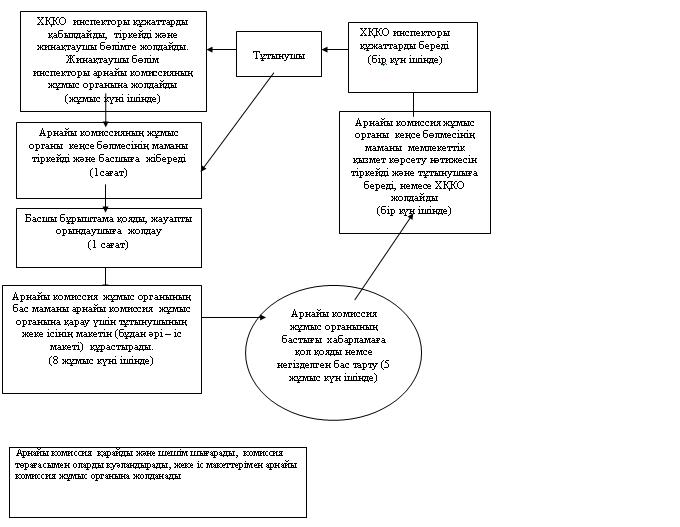 ХҚКО инспекторы құжаттарды
қабылдайды, тіркейді және
жинақтаушы бөлімге жолдайды.
Жинақтаушы бөлім
инспекторы арнайы комиссияның
жұмыс органына жолдайды
(жұмыс күні ішінде)
Тұтынушы
ХҚКО инспекторы
құжаттарды береді
(бір күн ішінде)
Арнайы комиссияның жұмыс
органы кеңсе бөлмесінің маманы
тіркейді және басшыға жібереді
(1сағат)
Арнайы комиссия жұмыс
органы кеңсе бөлмесінің
маманы мемлекеттік
қызмет көрсету нәтижесін
тіркейді және тұтынушыға
береді, немесе ХҚКО
жолдайды
(бір күн ішінде)
Басшы бұрыштама қояды, жауапты
орындаушыға жолдау
(1 сағат)
Арнайы комиссия жұмыс органының
бас маманы арнайы комиссия жұмыс
органына қарау үшін тұтынушының
жеке ісінің макетін (бұдан әрі – іс
макеті) құрастырады.
(8 жұмыс күні ішінде)
Арнайы комиссия
жұмыс органының
бастығы хабарламаға
қол қояды немсе
негізделген бас тарту (5
жұмыс күн ішінде)
Арнайы комиссия қарайды және шешім шығарады, комиссия
төрағасымен оларды куәландырады, жеке іс макеттерімен арнайы
комиссия жұмыс органына жолданады